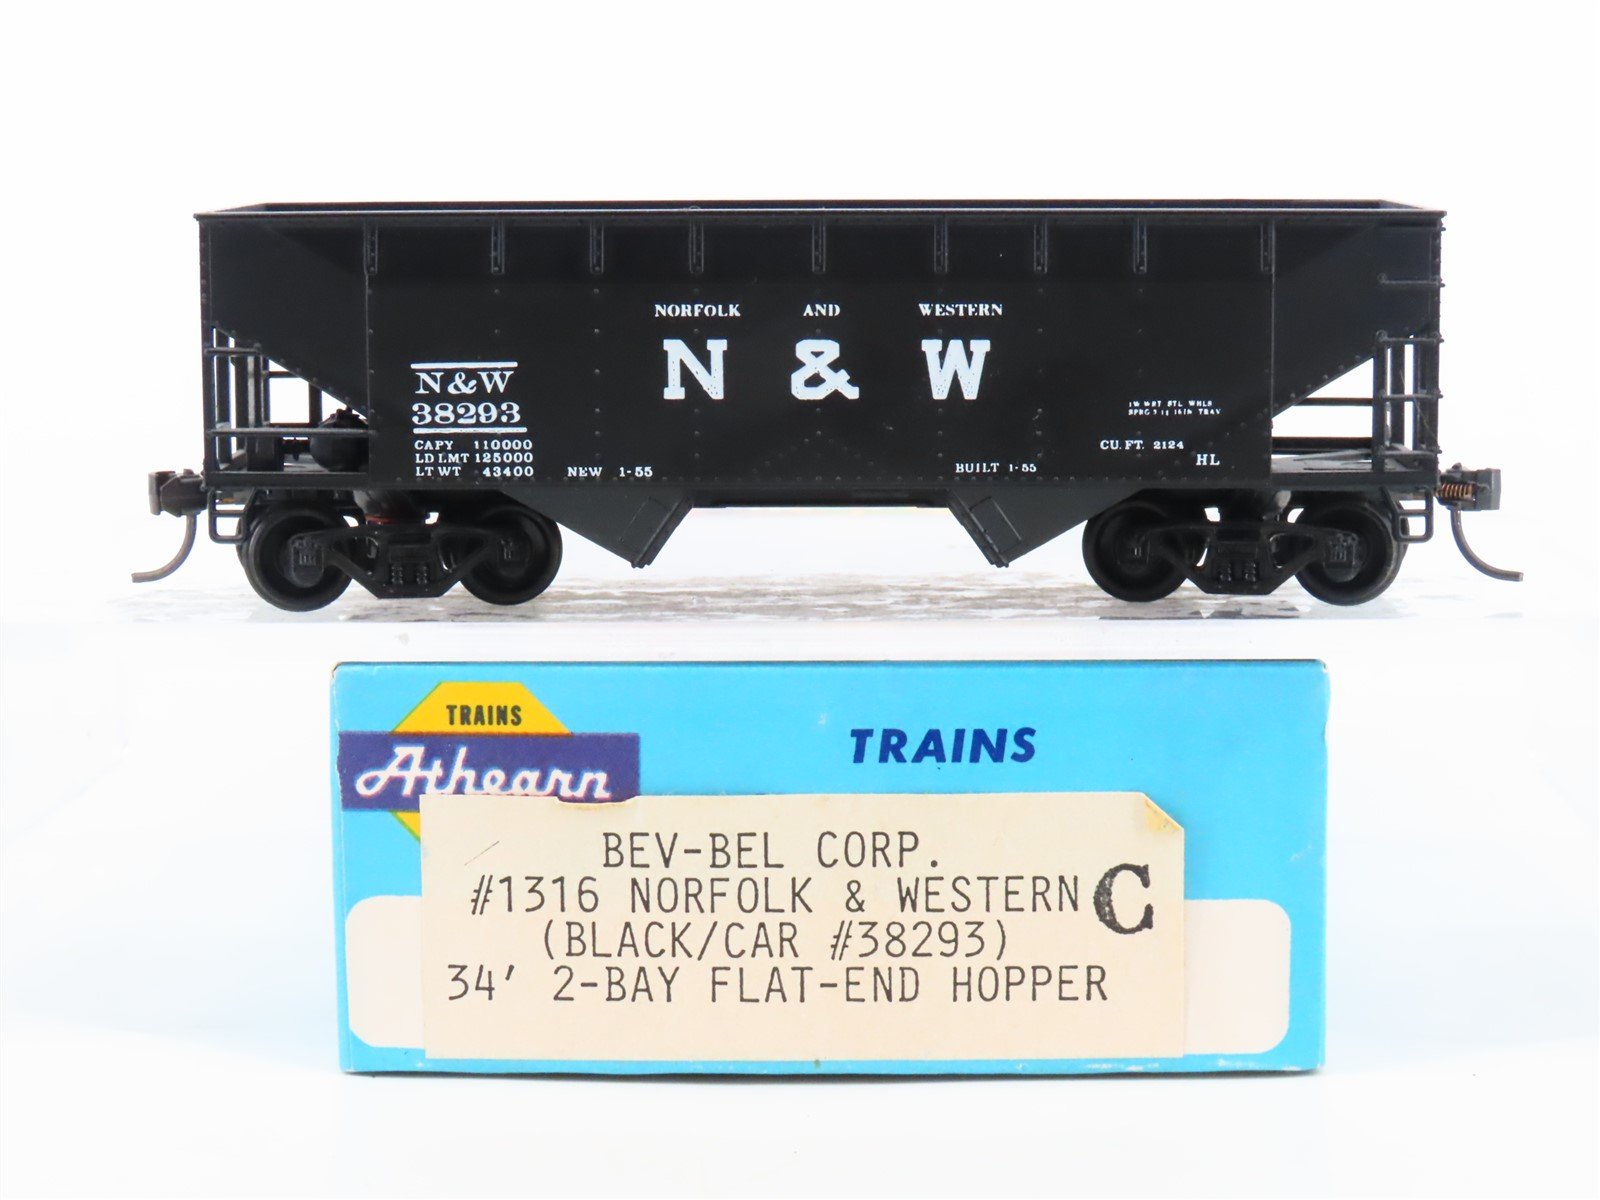 NORFOLK AND WESTERN
N & W
N&W
38293
CAPY 110000
LD LMT 125000
LT WT 43400
NEW 1-55
BUILT 1-55
CU. FT. 2124
HL
TRAINS
Athearn
TRAINS
BEV-BEL CORP.
#1316 NORFOLK & WESTERN C
(BLACK/CAR #38293)
34' 2-BAY FLAT-END HOPPER